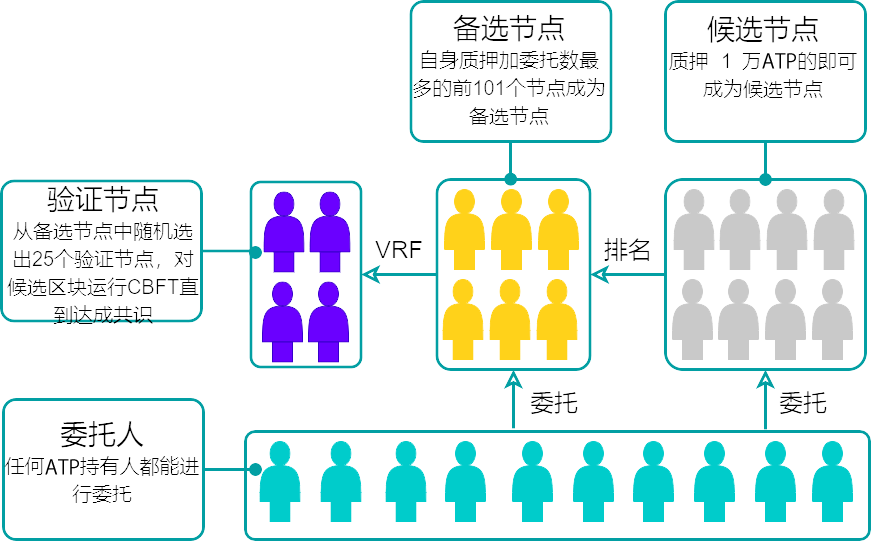 备选节点
自身质押加委托数最
多的前101个节点成为
备选节点
候选节点
质押 1 万ATP的即可
成为候选节点
验证节点
从备选节点中随机选
出25个验证节点，对
候选区块运行CBFT直
到达成共识
VRF
排名
委托
委托
委托人
任何ATP持有人都能进
行委托